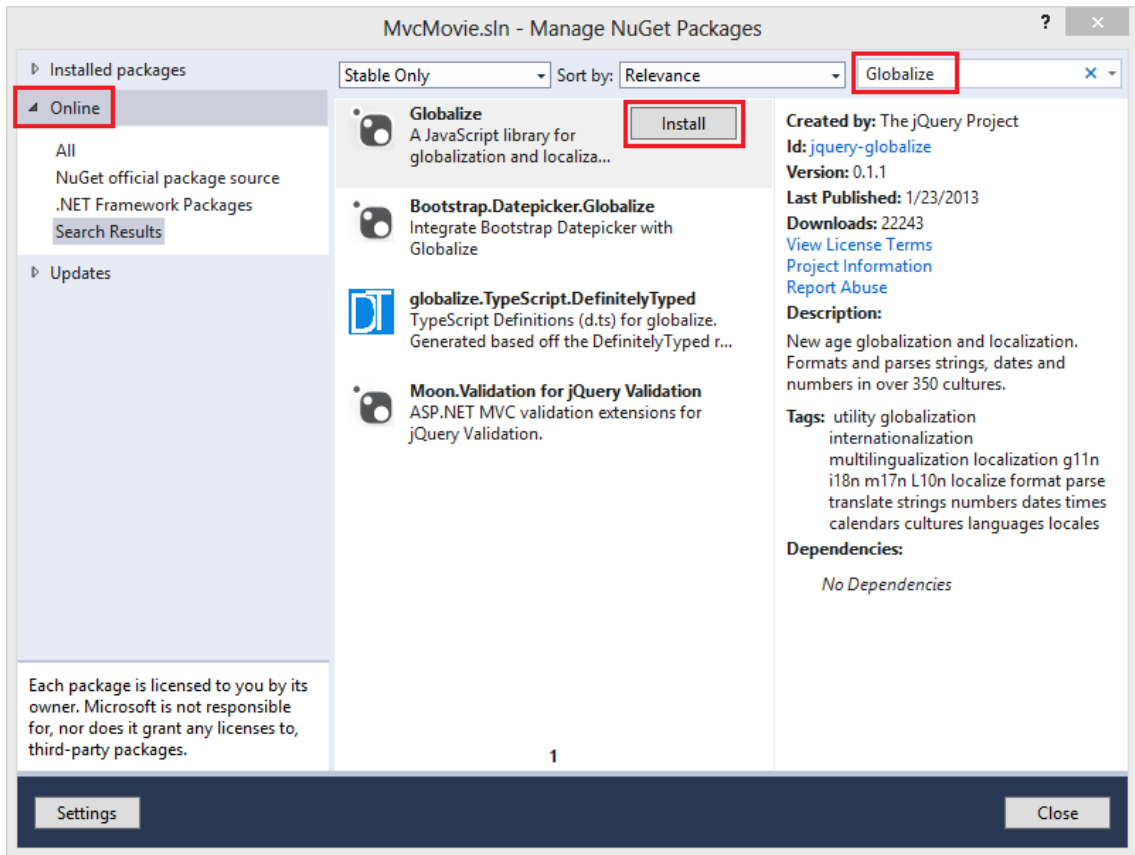 MvcMovie.sln - Manage NuGet Packages
?
×
Installed packages
Online
All
NuGet official package source
.NET Framework Packages
Search Results
Updates
Each package is licensed to you by its
owner. Microsoft is not responsible
for, nor does it grant any licenses to,
third-party packages.
Stable Only
Sort by:
Relevance
Globalize
Globalize
A JavaScript library for
globalization and localiza...
Install
Bootstrap.Datepicker.Globalize
Integrate Bootstrap Datepicker with
Globalize
DT
globalize.TypeScript.DefinitelyTyped
TypeScript Definitions (d.ts) for globalize.
Generated based off the DefinitelyTyped r...
Moon.Validation for jQuery Validation
ASP.NET MVC validation extensions for
jQuery Validation.
1
Created by: The jQuery Project
Id: jquery-globalize
Version: 0.1.1
Last Published: 1/23/2013
Downloads: 22243
View License Terms
Project Information
Report Abuse
Description:
New age globalization and localization.
Formats and parses strings, dates and
numbers in over 350 cultures.
Tags: utility globalization
internationalization
multilingualization localization g11n
i18n m17n L10n localize format parse
translate strings numbers dates times
calendars cultures languages locales
Dependencies:
No Dependencies
Settings
Close